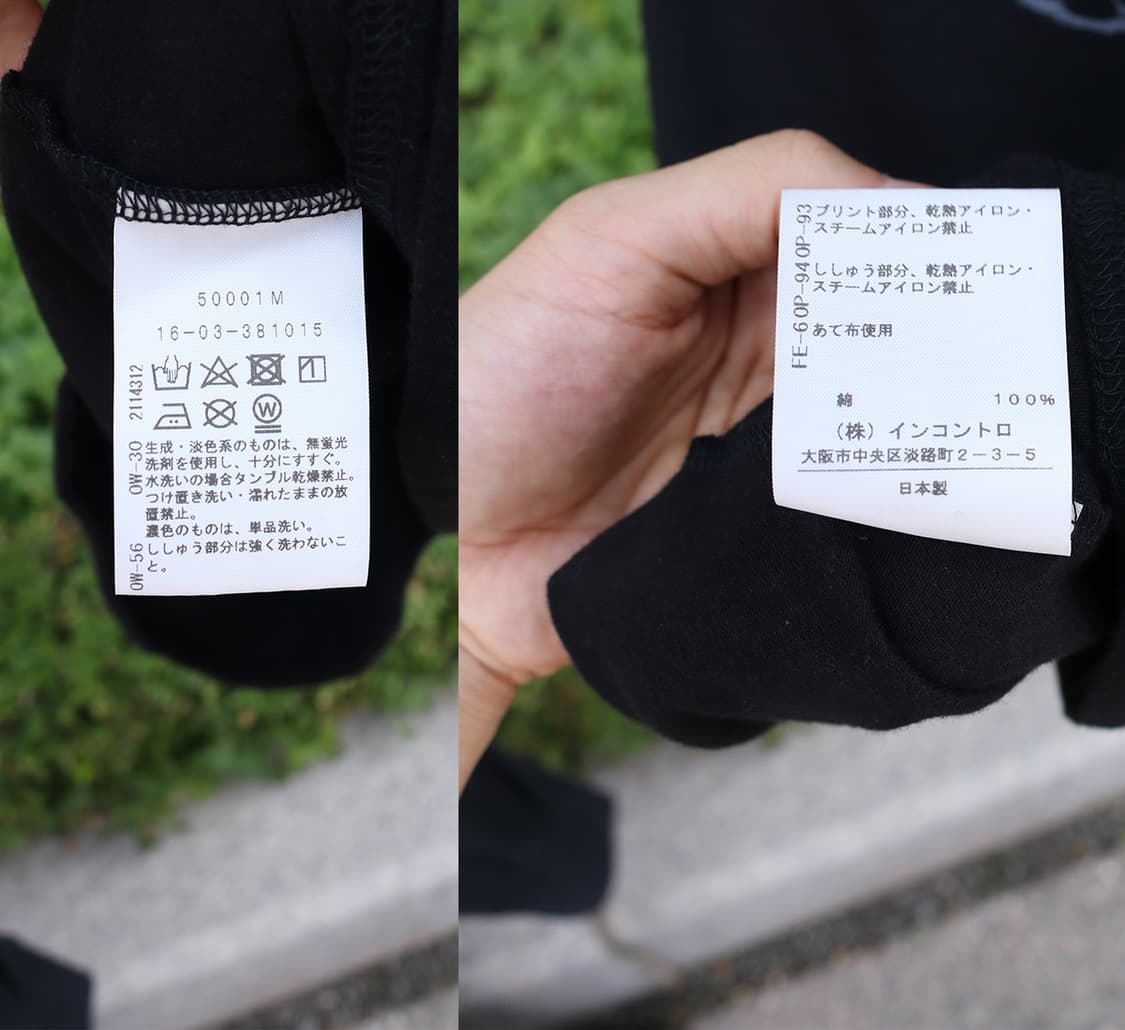 50001M
16-03-381015
2114312
W
OW-30
生成・淡色系のものは、無蛍光
洗剤を使用し、十分にすすぐ。
水洗いの場合タンブル乾燥禁止。
つけ置き洗い・濡れたままの放
置禁止。
濃色のものは、単品洗い。
OW-56
ししゅう部分は強く洗わないこ
と。
プリント部分、乾熱アイロン・
スチームアイロン禁止
ししゅう部分、乾熱アイロン・
スチームアイロン禁止
あて布使用
FE-60P-940P-93
綿 100%
(株)インコントロ
大阪市中央区淡路町2-3-5
日本製